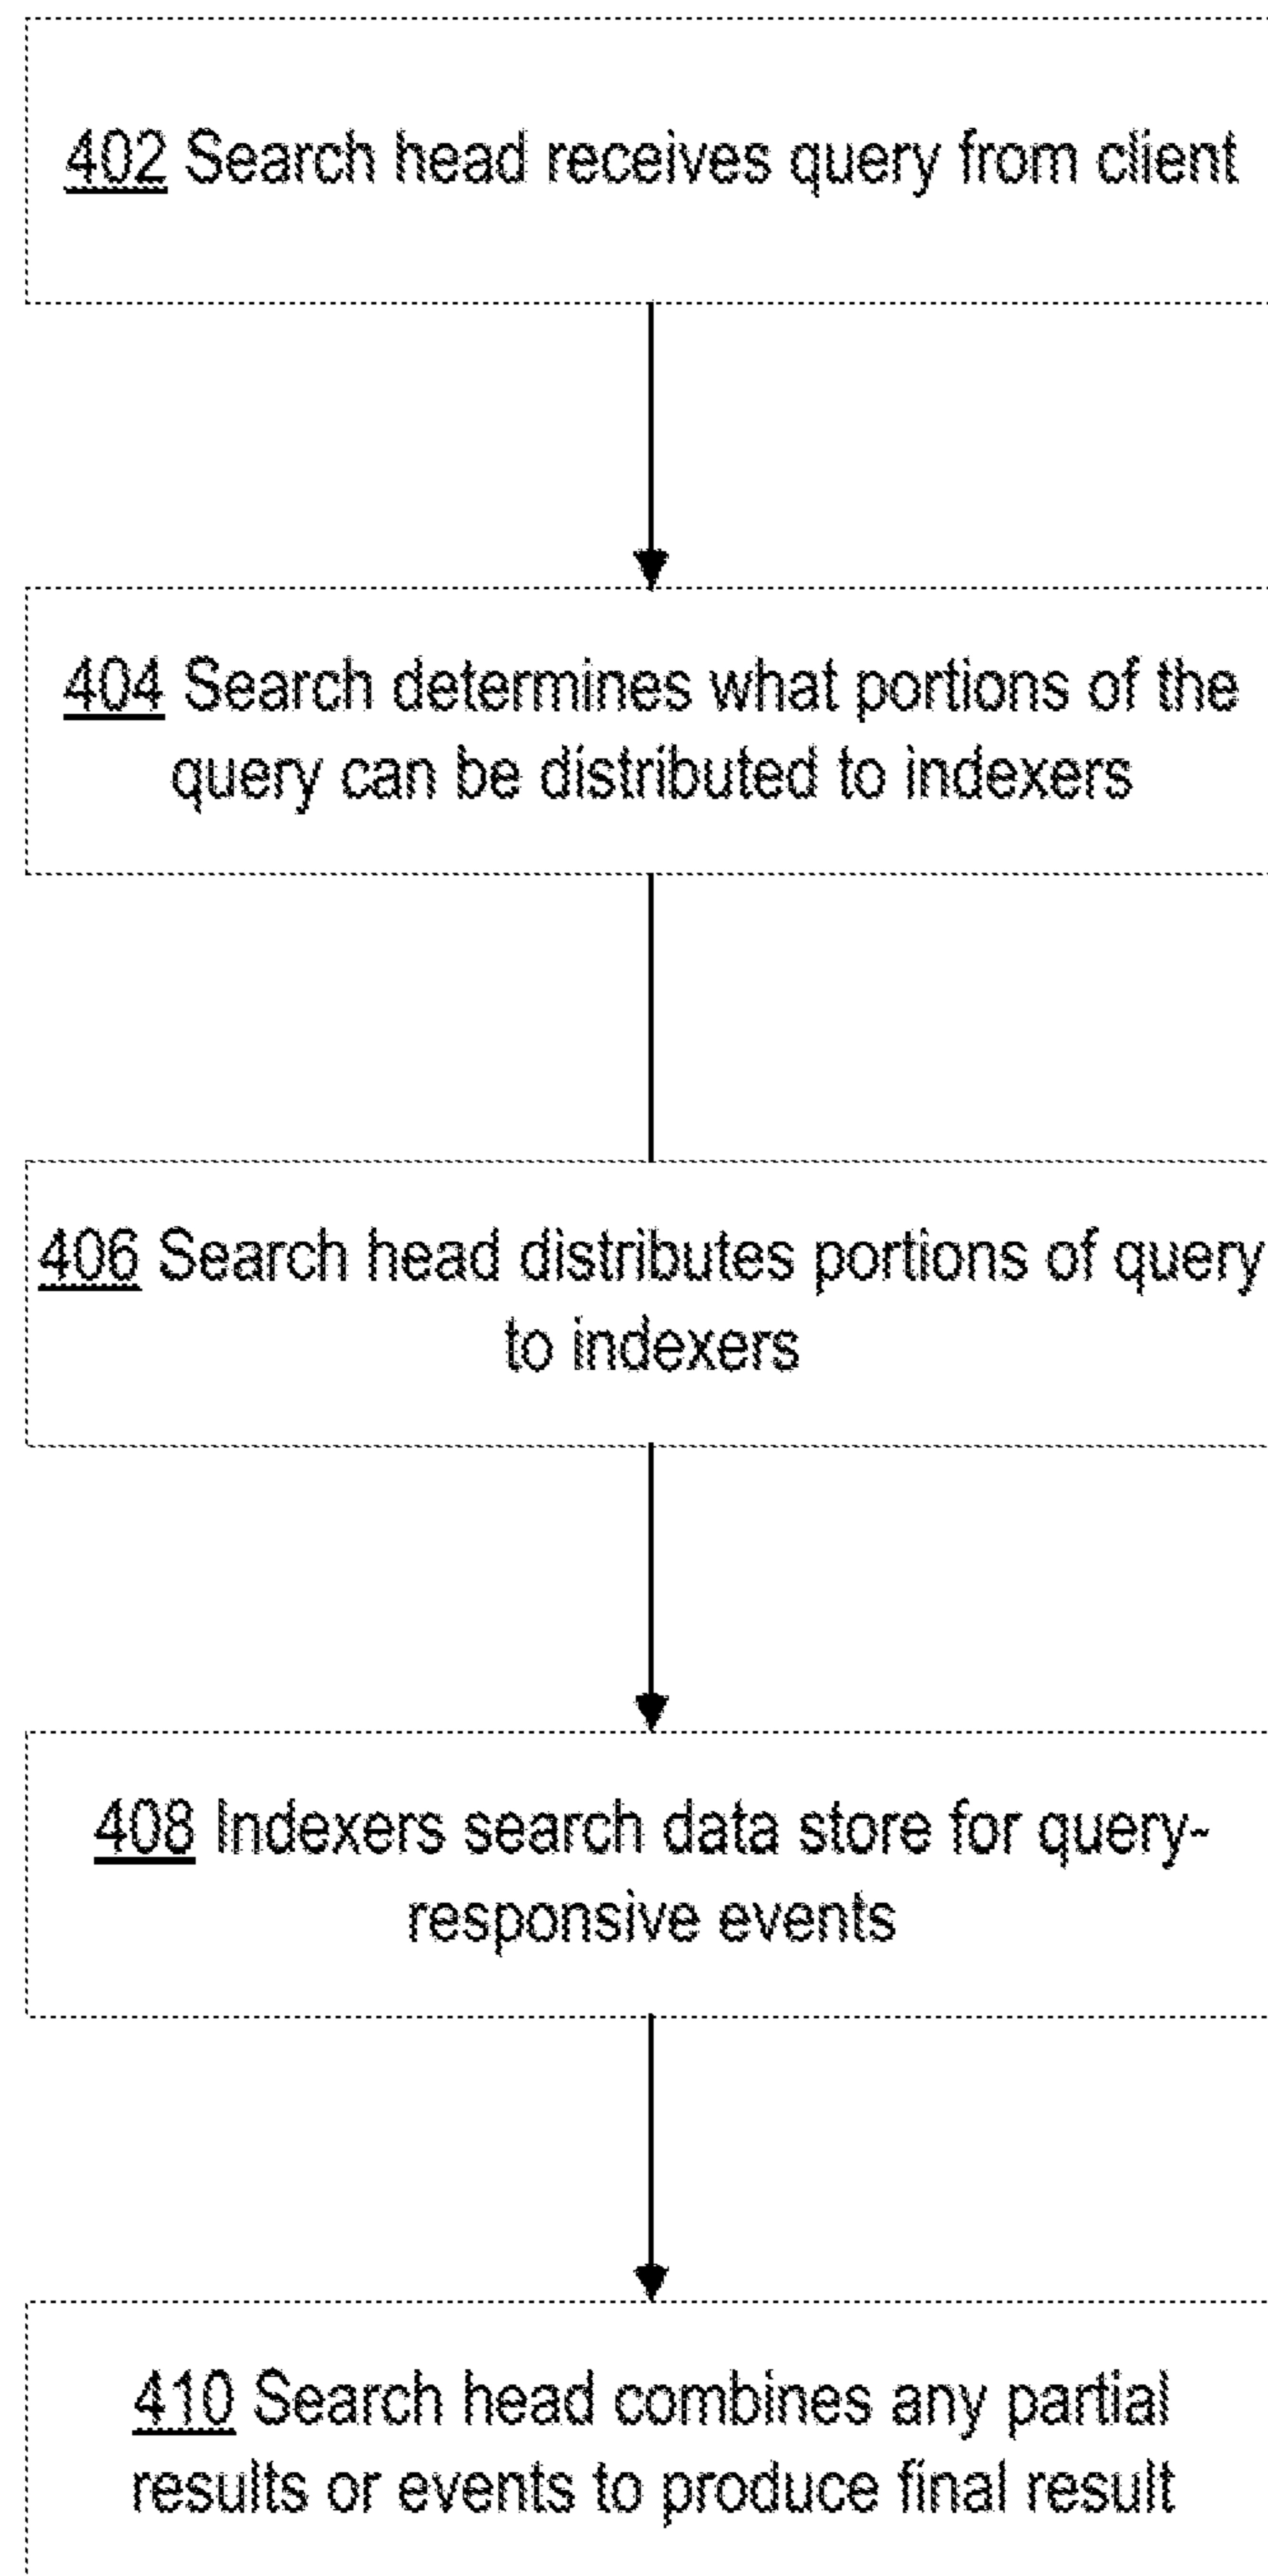 402 Search head receives query from client
404 Search determines what portions of the
query can be distributed to indexers
406 Search head distributes portions of query
to indexers
408 Indexers search data store for query-
responsive events
410 Search head combines any partial
results or events to produce final result